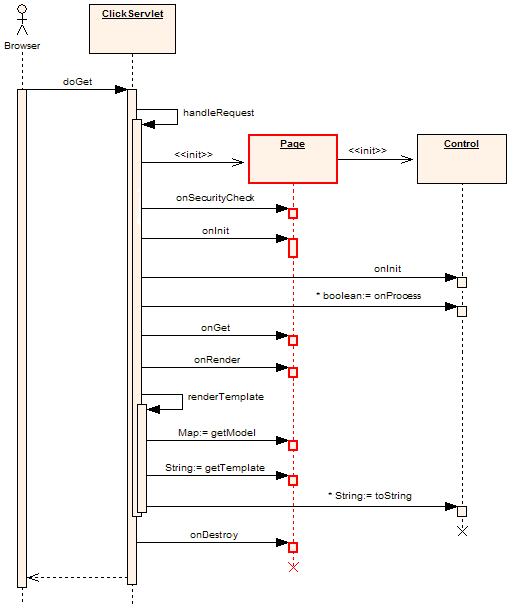 ClickServlet
Browser
doGet
handleRequest
Page
Control
<<init>>
<<init>>
onSecurityCheck
onInit
onInit
* boolean:= onProcess
onGet
onRender
renderTemplate
Map:= getModel
String:= getTemplate
* String:= toString
onDestroy